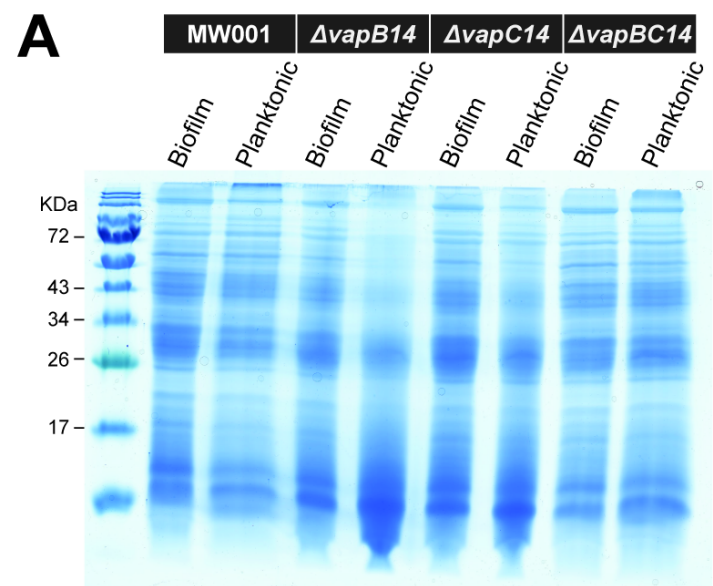 A
MW001 ΔvapB14 ΔvapC14 ΔvapBC14
Biofilm Planktonic Biofilm Planktonic Biofilm Planktonic Biofilm Planktonic
KDa
72
43
34
26
17